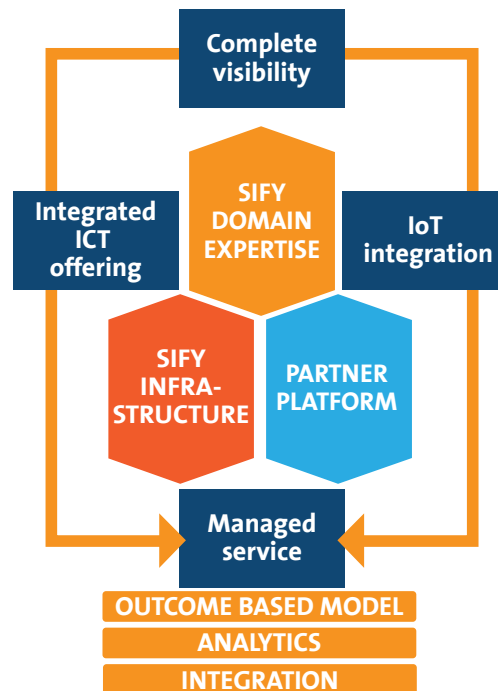 Complete
visibility
SIFY
DOMAIN
EXPERTISE
Integrated
ICT
offering
IoT
integration
SIFY
INFRA-
STRUCTURE
PARTNER
PLATFORM
Managed
service
OUTCOME BASED MODEL
ANALYTICS
INTEGRATION